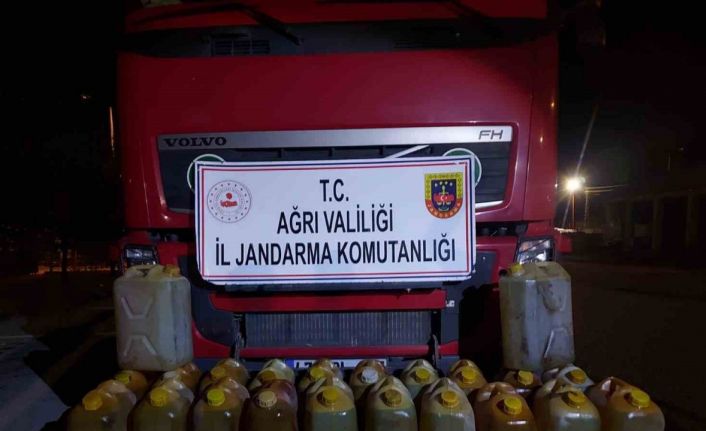 VOLVO
FH
T.C.
AĞRI VALİLİĞİ
İL JANDARMA KOMUTANLIĞI